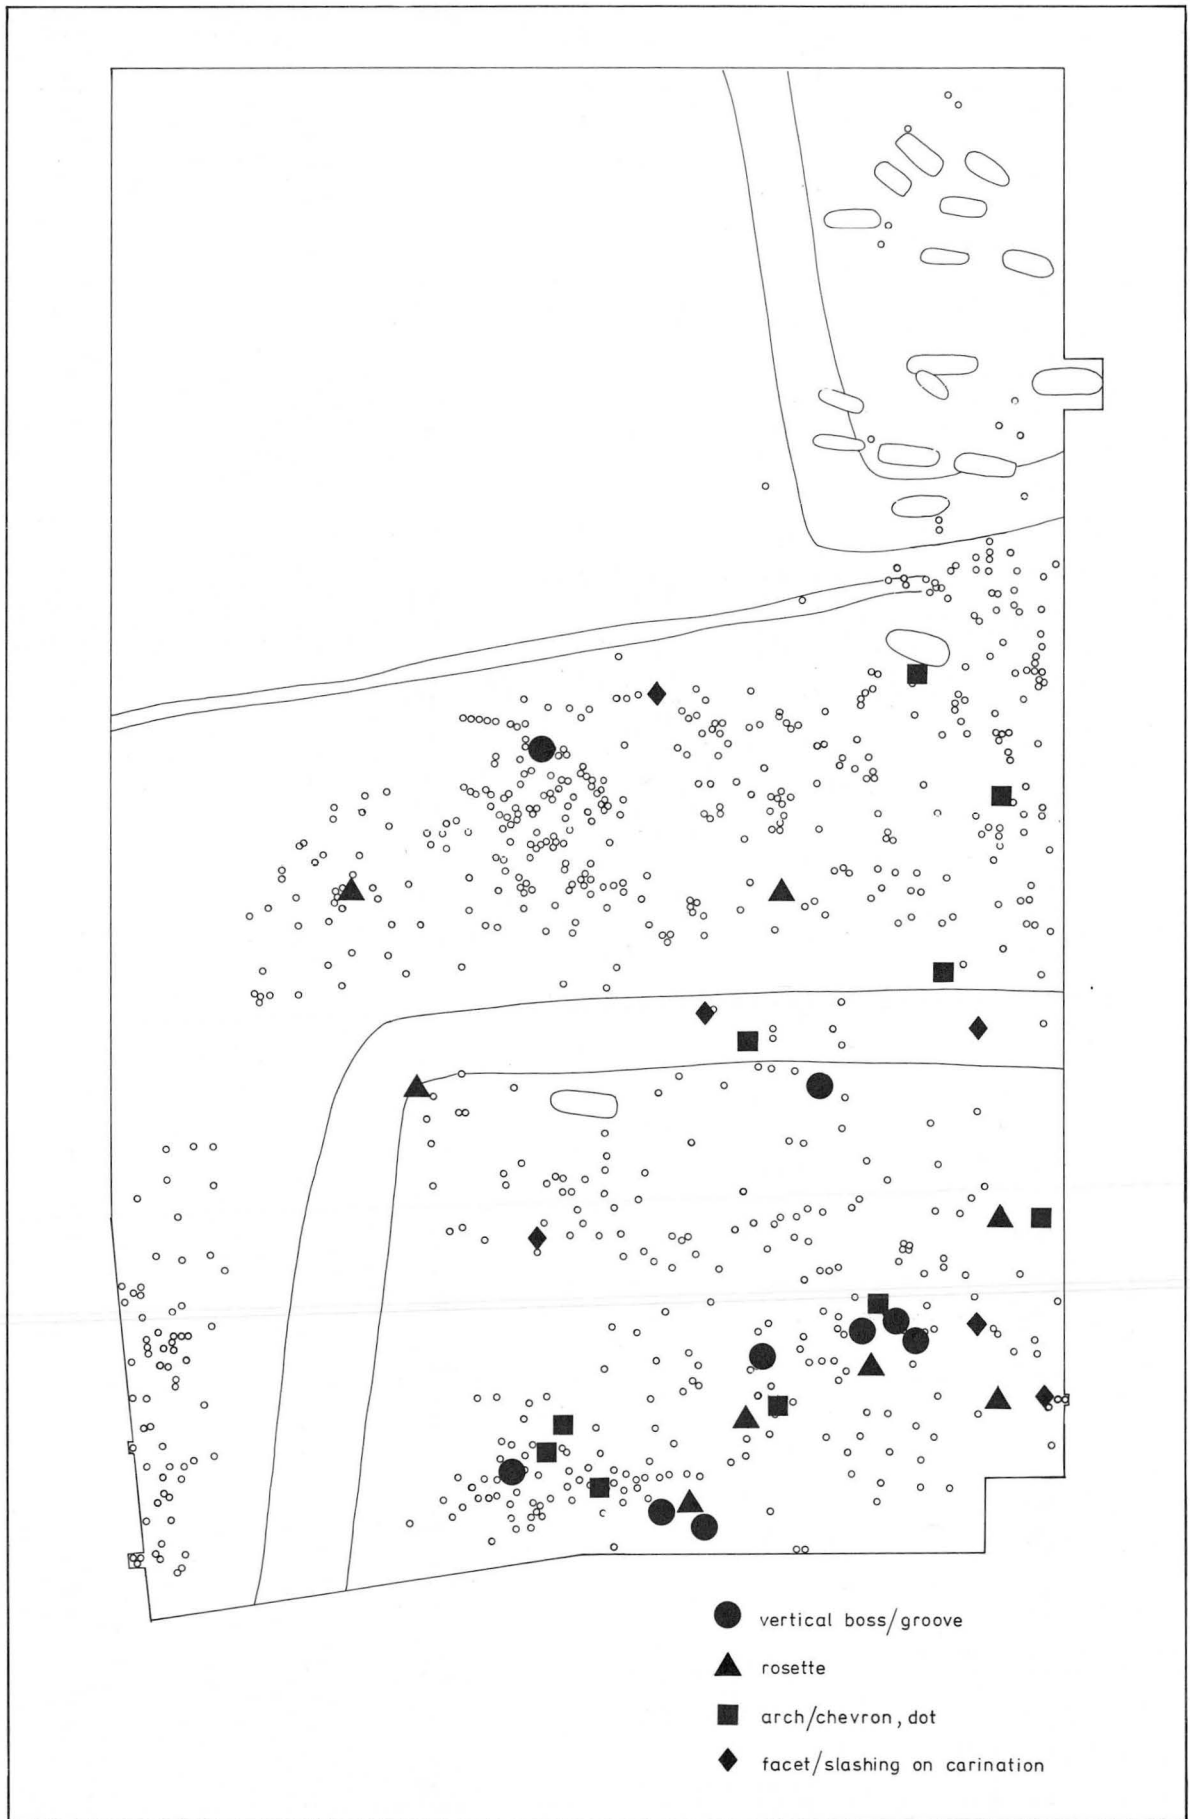 vertical boss/groove
rosette
arch/chevron, dot
facet/slashing on carination